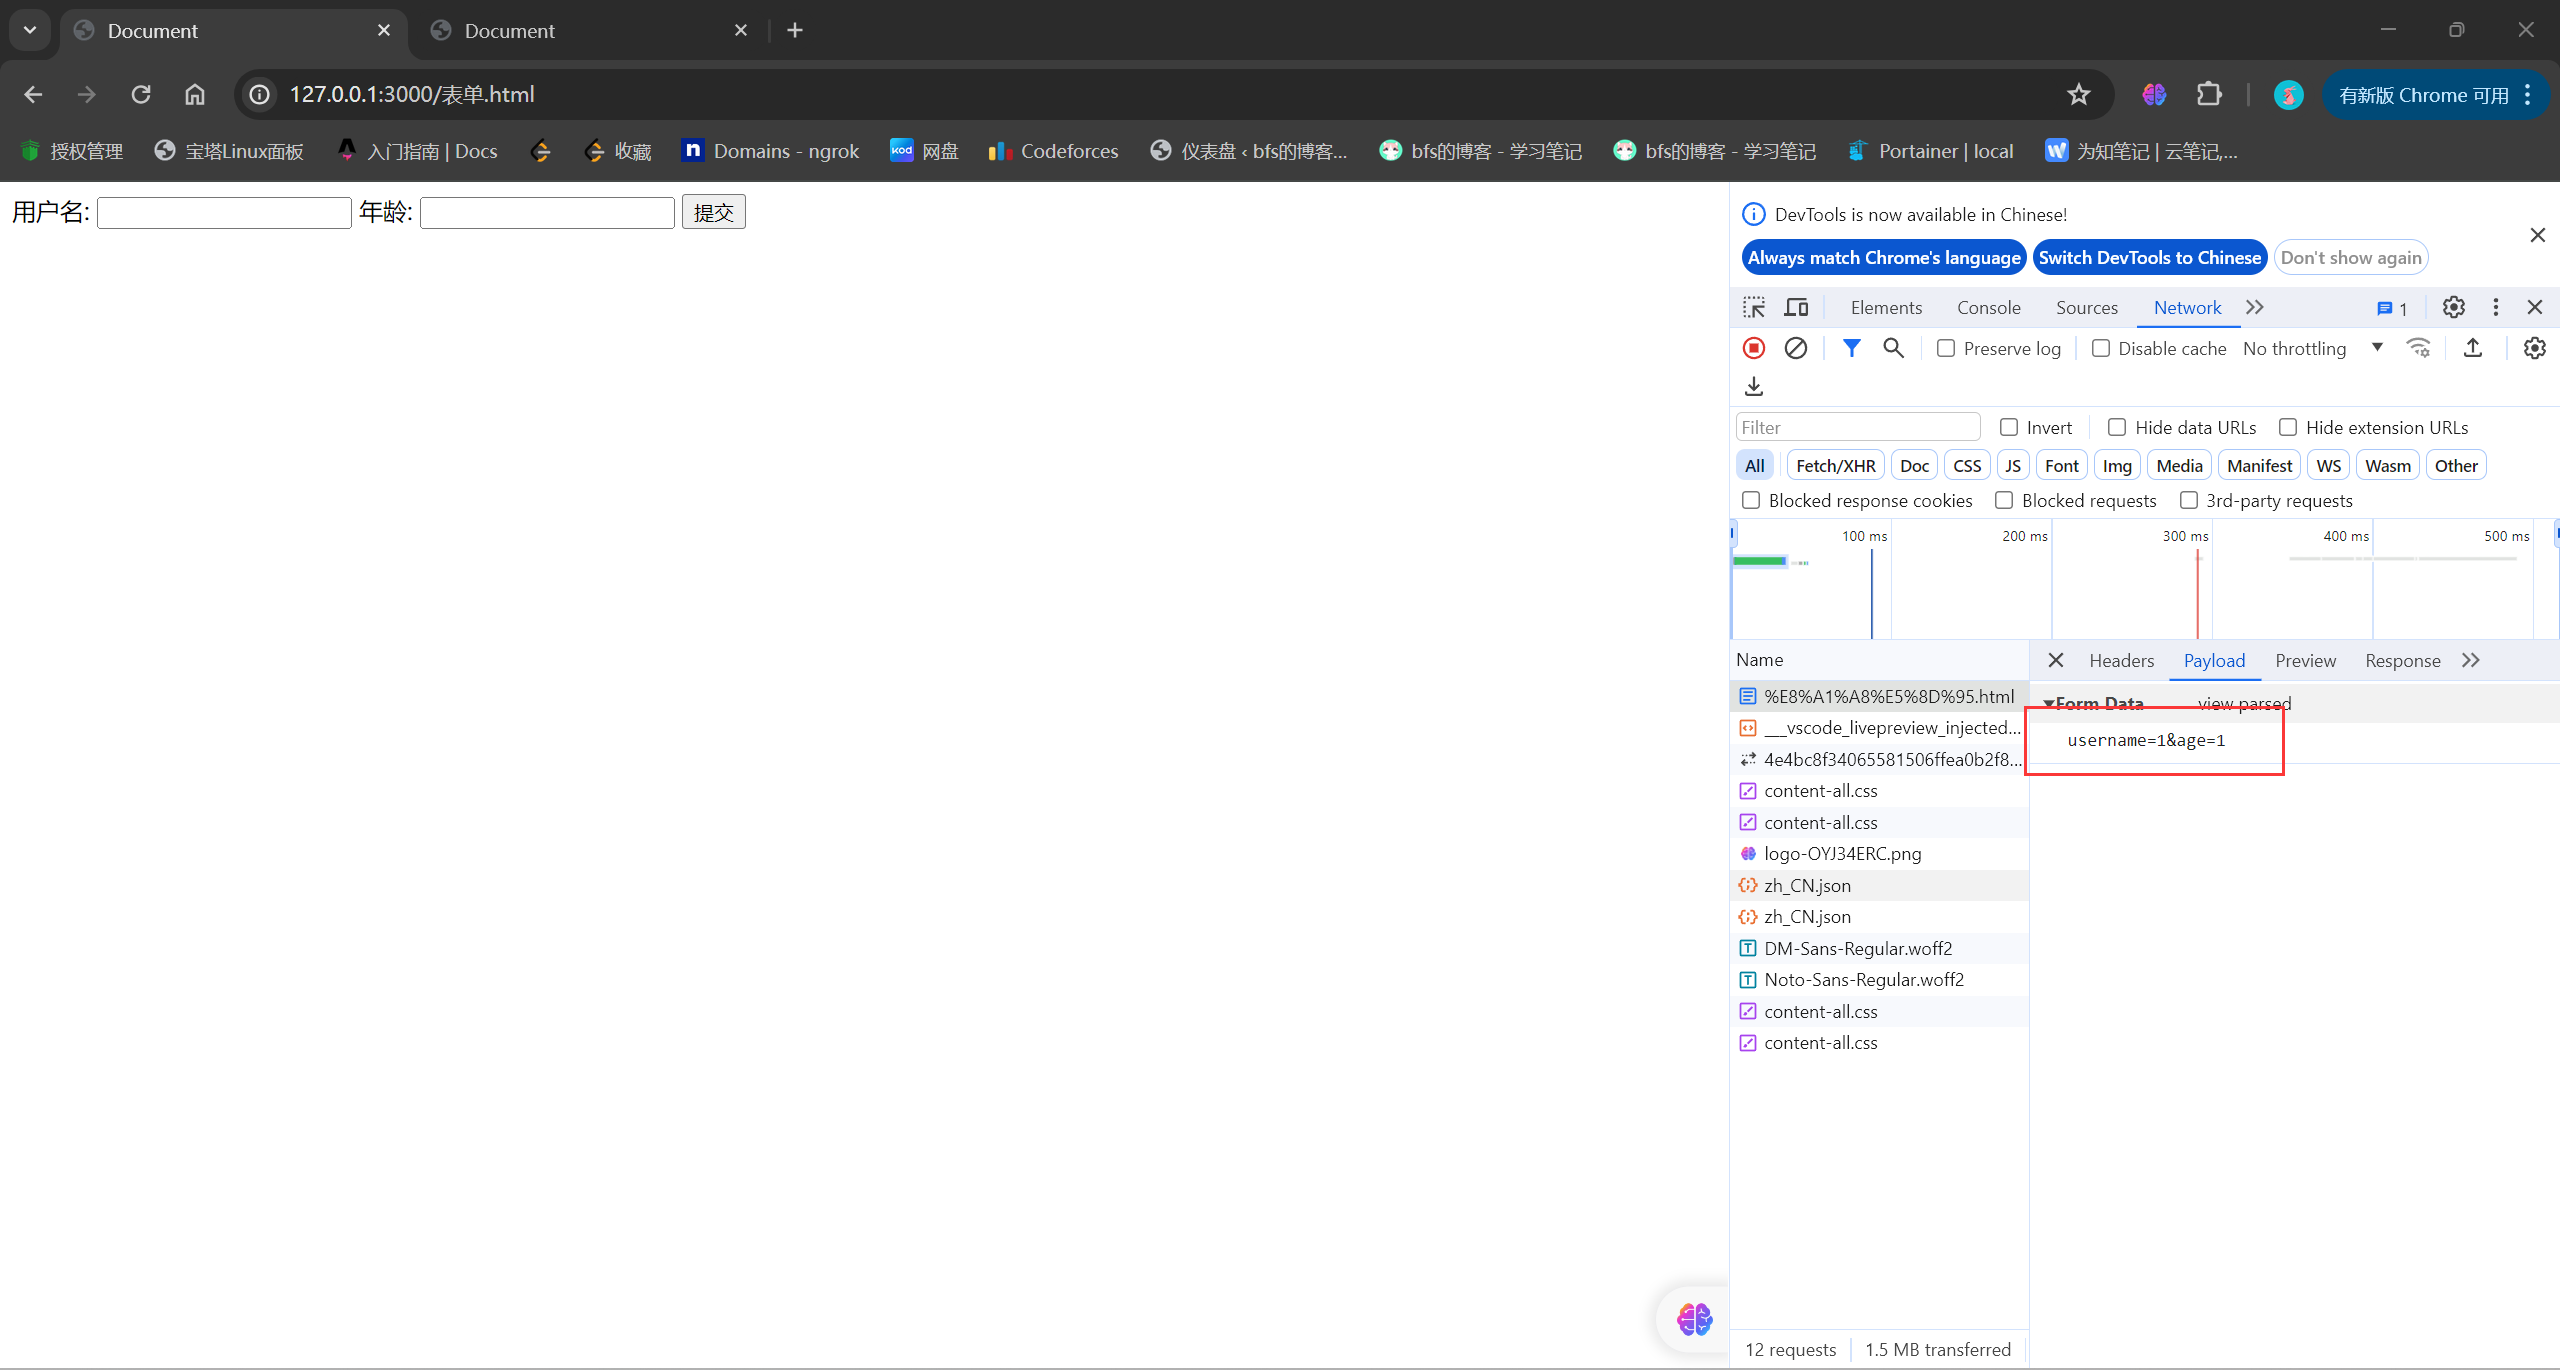 Document
Document
127.0.0.1:3000/表单.html
有新版 Chrome 可用
授权管理
宝塔Linux面板
入门指南 | Docs
收藏
Domains - ngrok
网盘
Codeforces
仪表盘 ‹ bfs的博客...
bfs的博客 - 学习笔记
bfs的博客 - 学习笔记
Portainer | local
为知笔记 | 云笔记,...
用户名: 年龄: 提交
DevTools is now available in Chinese!
Always match Chrome's language Switch DevTools to Chinese Don't show again
Elements Console Sources Network 1
Preserve log Disable cache No throttling
Filter Invert Hide data URLs Hide extension URLs
All Fetch/XHR Doc CSS JS Font Img Media Manifest WS Wasm Other
Blocked response cookies Blocked requests 3rd-party requests
100 ms 200 ms 300 ms 400 ms 500 ms
Name
Headers Payload Preview Response
%E8%A1%A8%E5%8D%95.html
___vscode_livepreview_injected...
4e4bc8f34065581506ffea0b2f8...
content-all.css
content-all.css
logo-OYJ34ERC.png
zh_CN.json
zh_CN.json
DM-Sans-Regular.woff2
Noto-Sans-Regular.woff2
content-all.css
content-all.css
Form Data view parsed
username=1&age=1
12 requests 1.5 MB transferred